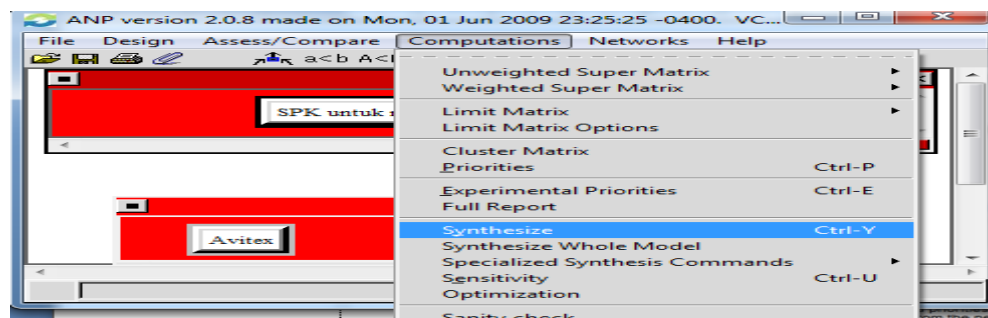 ANP version 2.0.8 made on Mon, 01 Jun 2009 23:25:25 -0400. VC...
File Design Assess/Compare Computations Networks Help
a<b A<
Unweighted Super Matrix
Weighted Super Matrix
SPK untuk
Limit Matrix
Limit Matrix Options
Cluster Matrix
Priorities Ctrl-P
Experimental Priorities Ctrl-E
Full Report
Avitex
Synthesize Ctrl-Y
Synthesize Whole Model
Specialized Synthesis Commands
Sensitivity Ctrl-U
Optimization
Sanity check